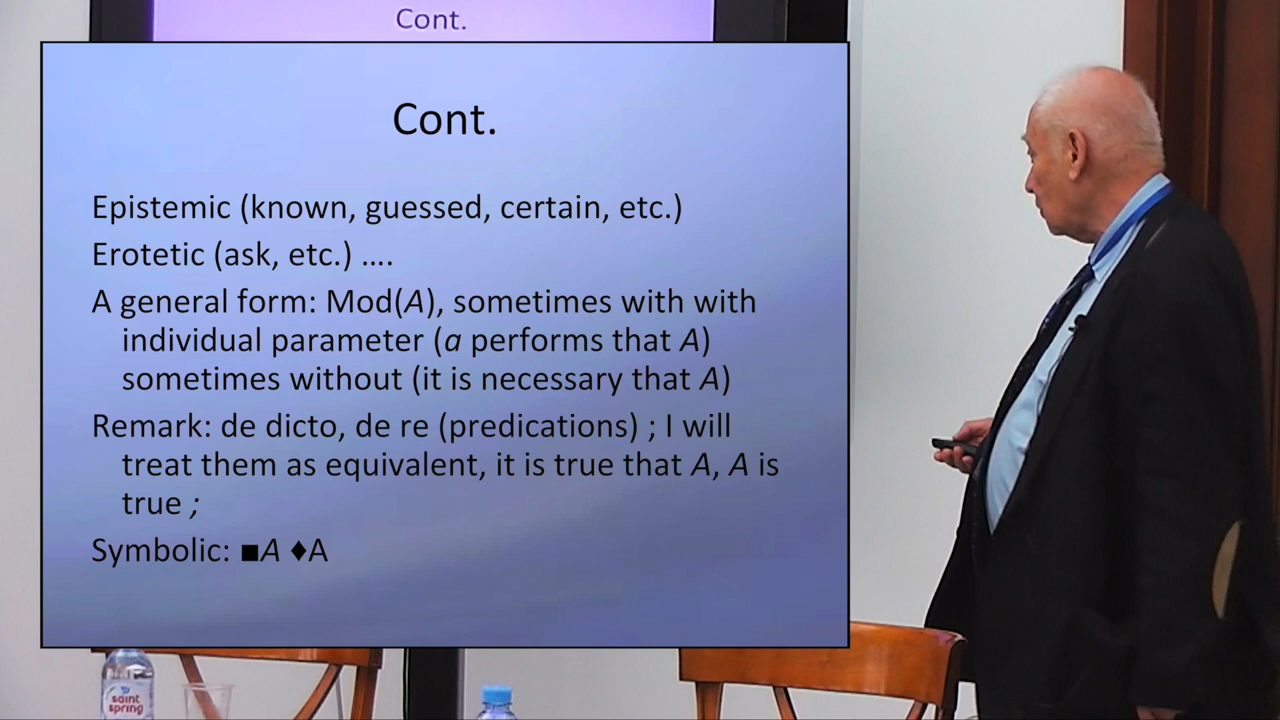 Cont.
Cont.
Epistemic (known, guessed, certain, etc.)
Erotetic (ask, etc.) ….
A general form: Mod(A), sometimes with with
individual parameter (a performs that A)
sometimes without (it is necessary that A)
Remark: de dicto, de re (predications) ; I will
treat them as equivalent, it is true that A, A is
true ;
Symbolic: ■A ♦A
saint
spring